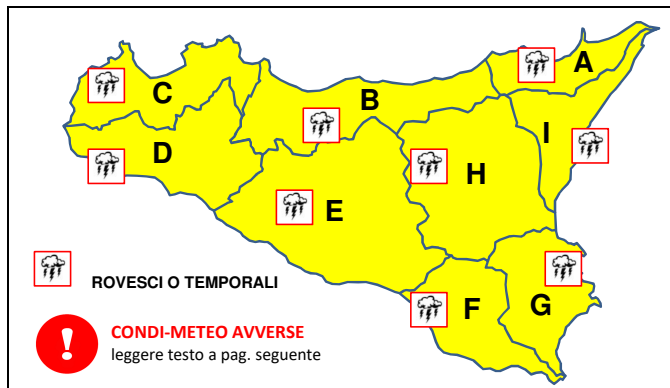 A
B
C
I
D
H
E
F
G
ROVESCI O TEMPORALI
CONDI-METEO AVVERSE
leggere testo a pag. seguente